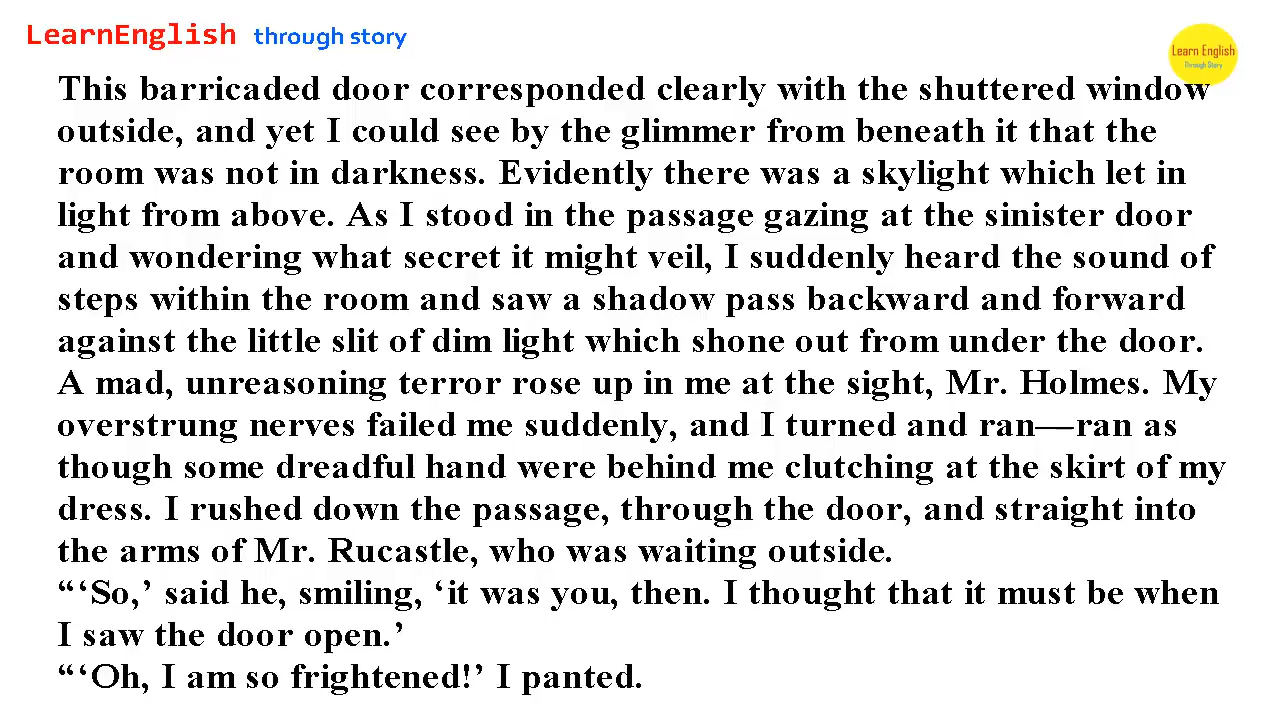 LearnEnglish through story
Learn English
Through Story
This barricaded door corresponded clearly with the shuttered window
outside, and yet I could see by the glimmer from beneath it that the
room was not in darkness. Evidently there was a skylight which let in
light from above. As I stood in the passage gazing at the sinister door
and wondering what secret it might veil, I suddenly heard the sound of
steps within the room and saw a shadow pass backward and forward
against the little slit of dim light which shone out from under the door.
A mad, unreasoning terror rose up in me at the sight, Mr. Holmes. My
overstrung nerves failed me suddenly, and I turned and ran—ran as
though some dreadful hand were behind me clutching at the skirt of my
dress. I rushed down the passage, through the door, and straight into
the arms of Mr. Rucastle, who was waiting outside.
“‘So,’ said he, smiling, ‘it was you, then. I thought that it must be when
I saw the door open.’
“‘Oh, I am so frightened!’ I panted.